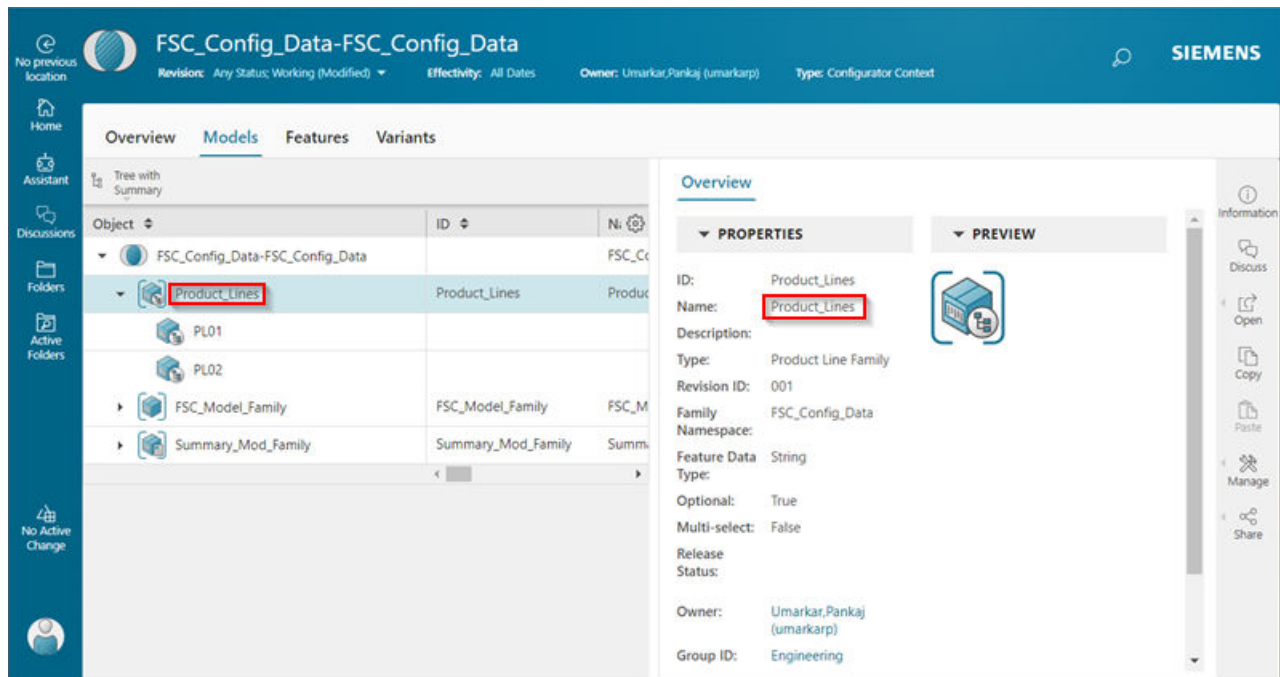 No previous location
FSC_Config_Data-FSC_Config_Data
Revision: Any Status; Working (Modified)
Effectivity: All Dates
Owner: Umarkar,Pankaj (umarkarp)
Type: Configurator Context
SIEMENS
Home
Assistant
Discussions
Folders
Active
Folders
No Active
Change
Overview Models Features Variants
Tree with
Summary
Object ID
FSC_Config_Data-FSC_Config_Data
Product_Lines Product_Lines
PL01
PL02
FSC_Model_Family FSC_Model_Family
Summary_Mod_Family Summary_Mod_Family
Overview
PROPERTIES
PREVIEW
ID: Product_Lines
Name: Product_Lines
Description:
Type: Product Line Family
Revision ID: 001
Family FSC_Config_Data
Namespace:
Feature Data String
Type:
Optional: True
Multi-select: False
Release
Status:
Owner: Umarkar,Pankaj
(umarkarp)
Group ID: Engineering
Information
Discuss
Open
Copy
Paste
Manage
Share